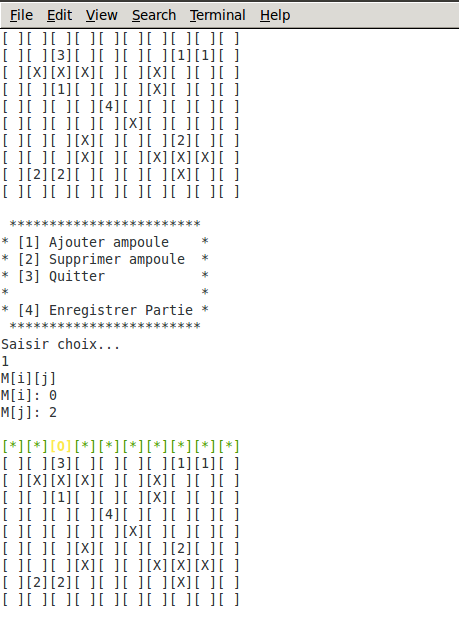 File Edit View Search Terminal Help
[ ][ ][ ][ ][ ][ ][ ][ ][ ][ ]
[ ][ ][3][ ][ ][ ][ ][1][1][ ]
[ ][X][X][X][ ][ ][X][ ][ ][ ]
[ ][ ][1][ ][ ][ ][X][ ][ ][ ]
[ ][ ][ ][ ][4][ ][ ][ ][ ][ ]
[ ][ ][ ][ ][ ][X][ ][ ][ ][ ]
[ ][ ][ ][X][ ][ ][ ][2][ ][ ]
[ ][ ][ ][X][ ][ ][X][X][X][ ]
[ ][2][2][ ][ ][ ][ ][X][ ][ ]
[ ][ ][ ][ ][ ][ ][ ][ ][ ][ ]
************************
* [1] Ajouter ampoule    *
* [2] Supprimer ampoule  *
* [3] Quitter            *
*                        *
* [4] Enregistrer Partie *
************************
Saisir choix...
1
M[i][j]
M[i]: 0
M[j]: 2
[*][*][O][*][*][*][*][*][*][*]
[ ][ ][3][ ][ ][ ][ ][1][1][ ]
[ ][X][X][X][ ][ ][X][ ][ ][ ]
[ ][ ][1][ ][ ][ ][X][ ][ ][ ]
[ ][ ][ ][ ][4][ ][ ][ ][ ][ ]
[ ][ ][ ][ ][ ][X][ ][ ][ ][ ]
[ ][ ][ ][X][ ][ ][ ][2][ ][ ]
[ ][ ][ ][X][ ][ ][X][X][X][ ]
[ ][2][2][ ][ ][ ][ ][X][ ][ ]
[ ][ ][ ][ ][ ][ ][ ][ ][ ][ ]